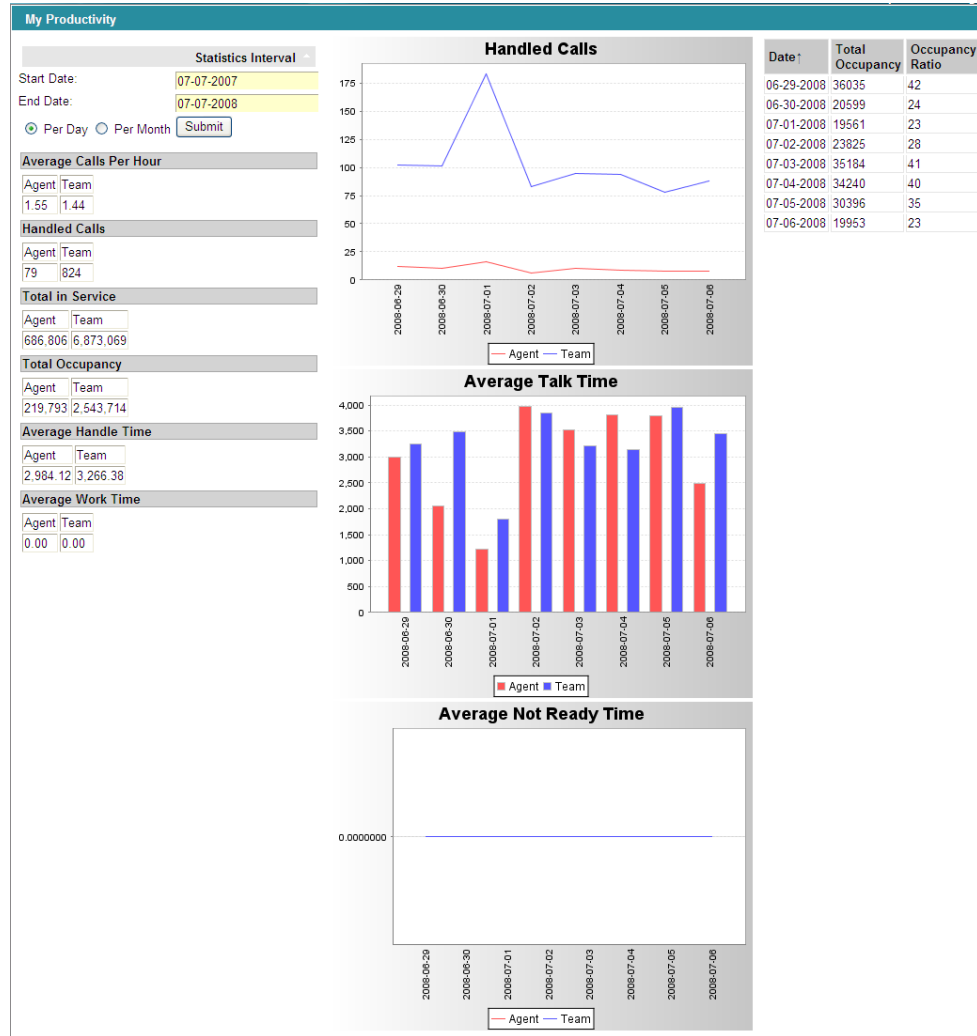 My Productivity
Statistics Interval
Start Date: 07-07-2007
End Date: 07-07-2008
Per Day Per Month Submit
Average Calls Per Hour
Agent Team
1.55 1.44
Handled Calls
Agent Team
79 824
Total in Service
Agent Team
686,806 6,873,069
Total Occupancy
Agent Team
219,793 2,543,714
Average Handle Time
Agent Team
2,984.12 3,266.38
Average Work Time
Agent Team
0.00 0.00
Handled Calls
175
150
125
100
75
50
25
0
2008-06-29 2008-06-30 2008-07-01 2008-07-02 2008-07-03 2008-07-04 2008-07-05 2008-07-06
Agent Team
Average Talk Time
4,000
3,500
3,000
2,500
2,000
1,500
1,000
500
0
2008-06-29 2008-06-30 2008-07-01 2008-07-02 2008-07-03 2008-07-04 2008-07-05 2008-07-06
Agent Team
Average Not Ready Time
0.0000000
2008-06-29 2008-06-30 2008-07-01 2008-07-02 2008-07-03 2008-07-04 2008-07-05 2008-07-06
Agent Team
Date↑ Total Occupancy Occupancy Ratio
06-29-2008 36035 42
06-30-2008 20599 24
07-01-2008 19561 23
07-02-2008 23825 28
07-03-2008 35184 41
07-04-2008 34240 40
07-05-2008 30396 35
07-06-2008 19953 23